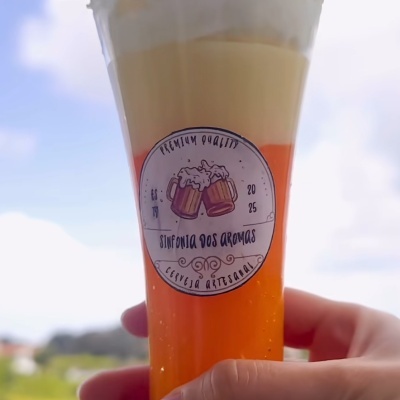 PREMIUM QUALITY
20
25
SINFONIA DOS AROMAS
CERVEJA ARTESANAL